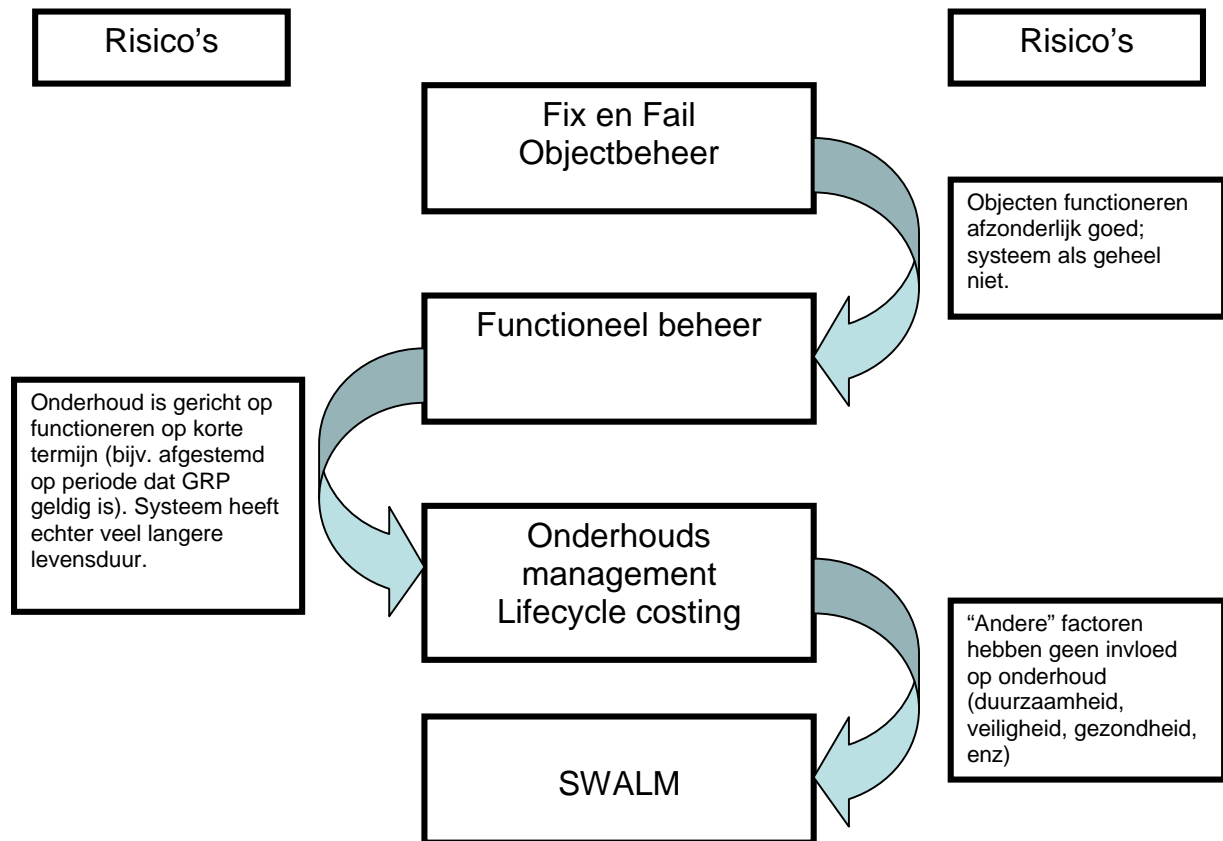 Risico's
Risico's
Fix en Fail
Objectbeheer
Objecten functioneren
afzonderlijk goed;
systeem als geheel
niet.
Functioneel beheer
Onderhoud is gericht op
functioneren op korte
termijn (bijv. afgestemd
op periode dat GRP
geldig is). Systeem heeft
echter veel langere
levensduur.
Onderhouds
management
Lifecycle costing
“Andere” factoren
hebben geen invloed
op onderhoud
(duurzaamheid,
veiligheid, gezondheid,
enz)
SWALM